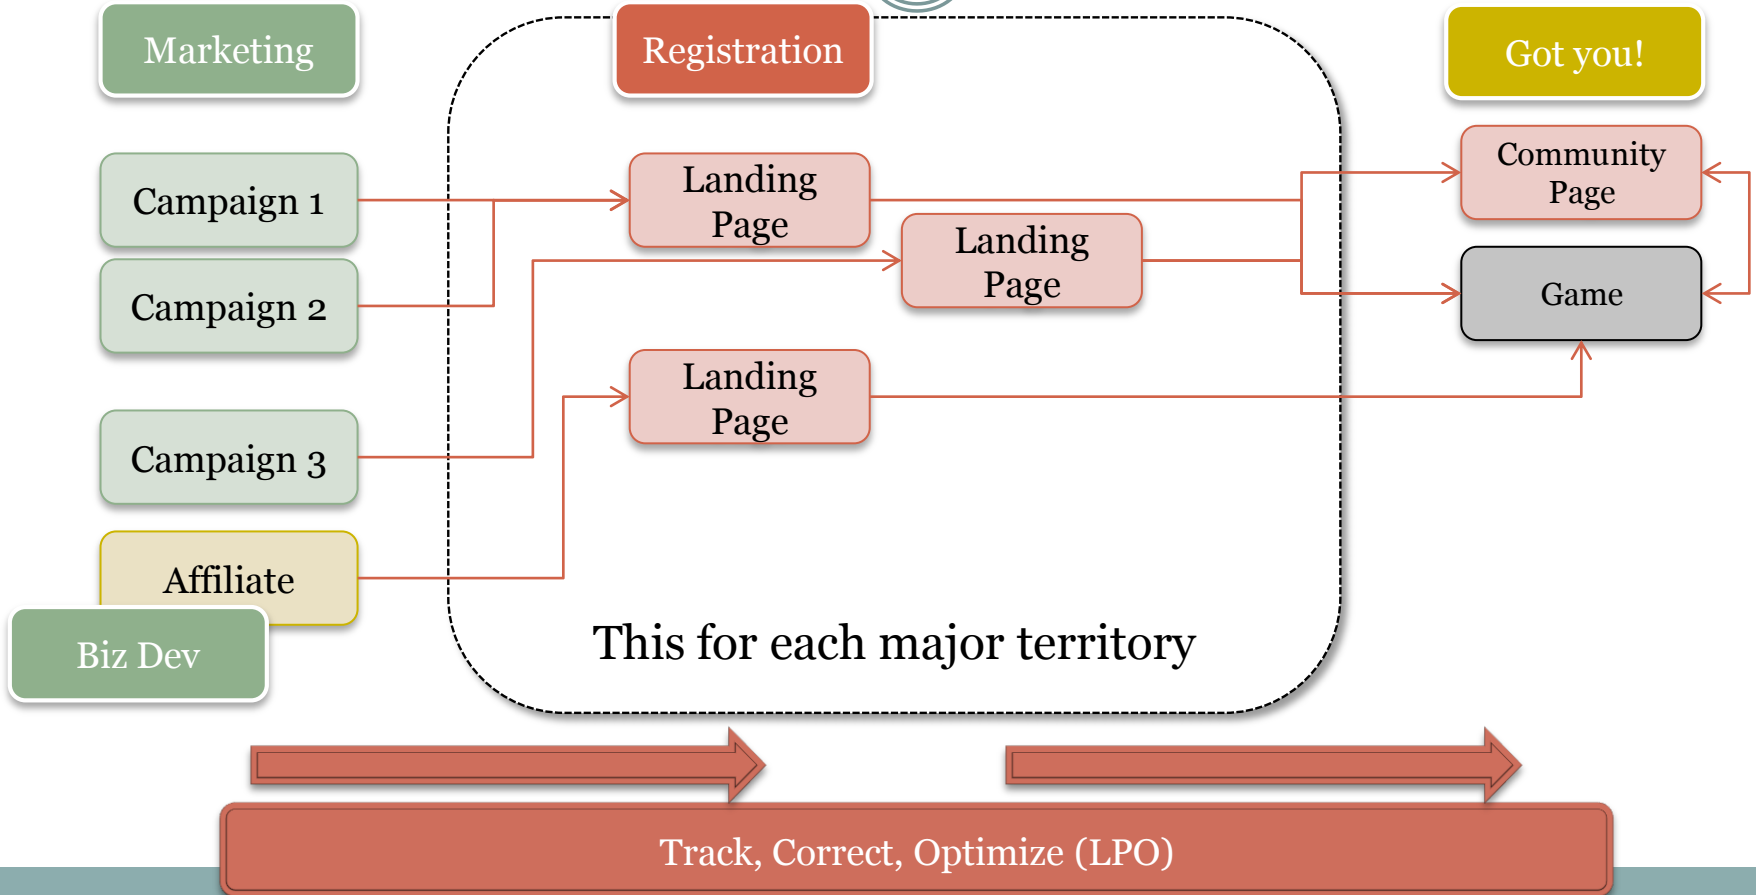 Marketing
Registration
Got you!
Campaign 1
Landing
Page
Community
Page
Campaign 2
Landing
Page
Game
Campaign 3
Landing
Page
Affiliate
Biz Dev
This for each major territory
Track, Correct, Optimize (LPO)